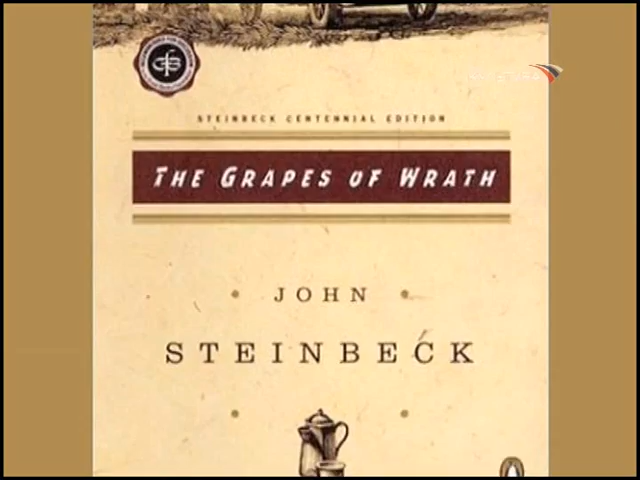 STEINBECK CENTENNIAL EDITION
THE GRAPES OF WRATH
JOHN
STEINBECK